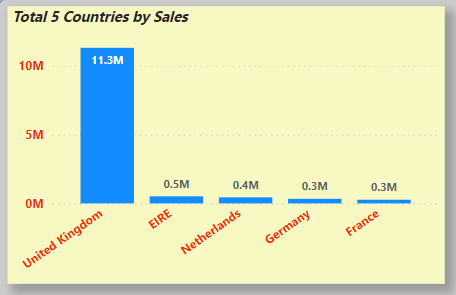 Total 5 Countries by Sales
10M
5M
0M
11.3M
0.5M
0.4M
0.3M
0.3M
United Kingdom
EIRE
Netherlands
Germany
France